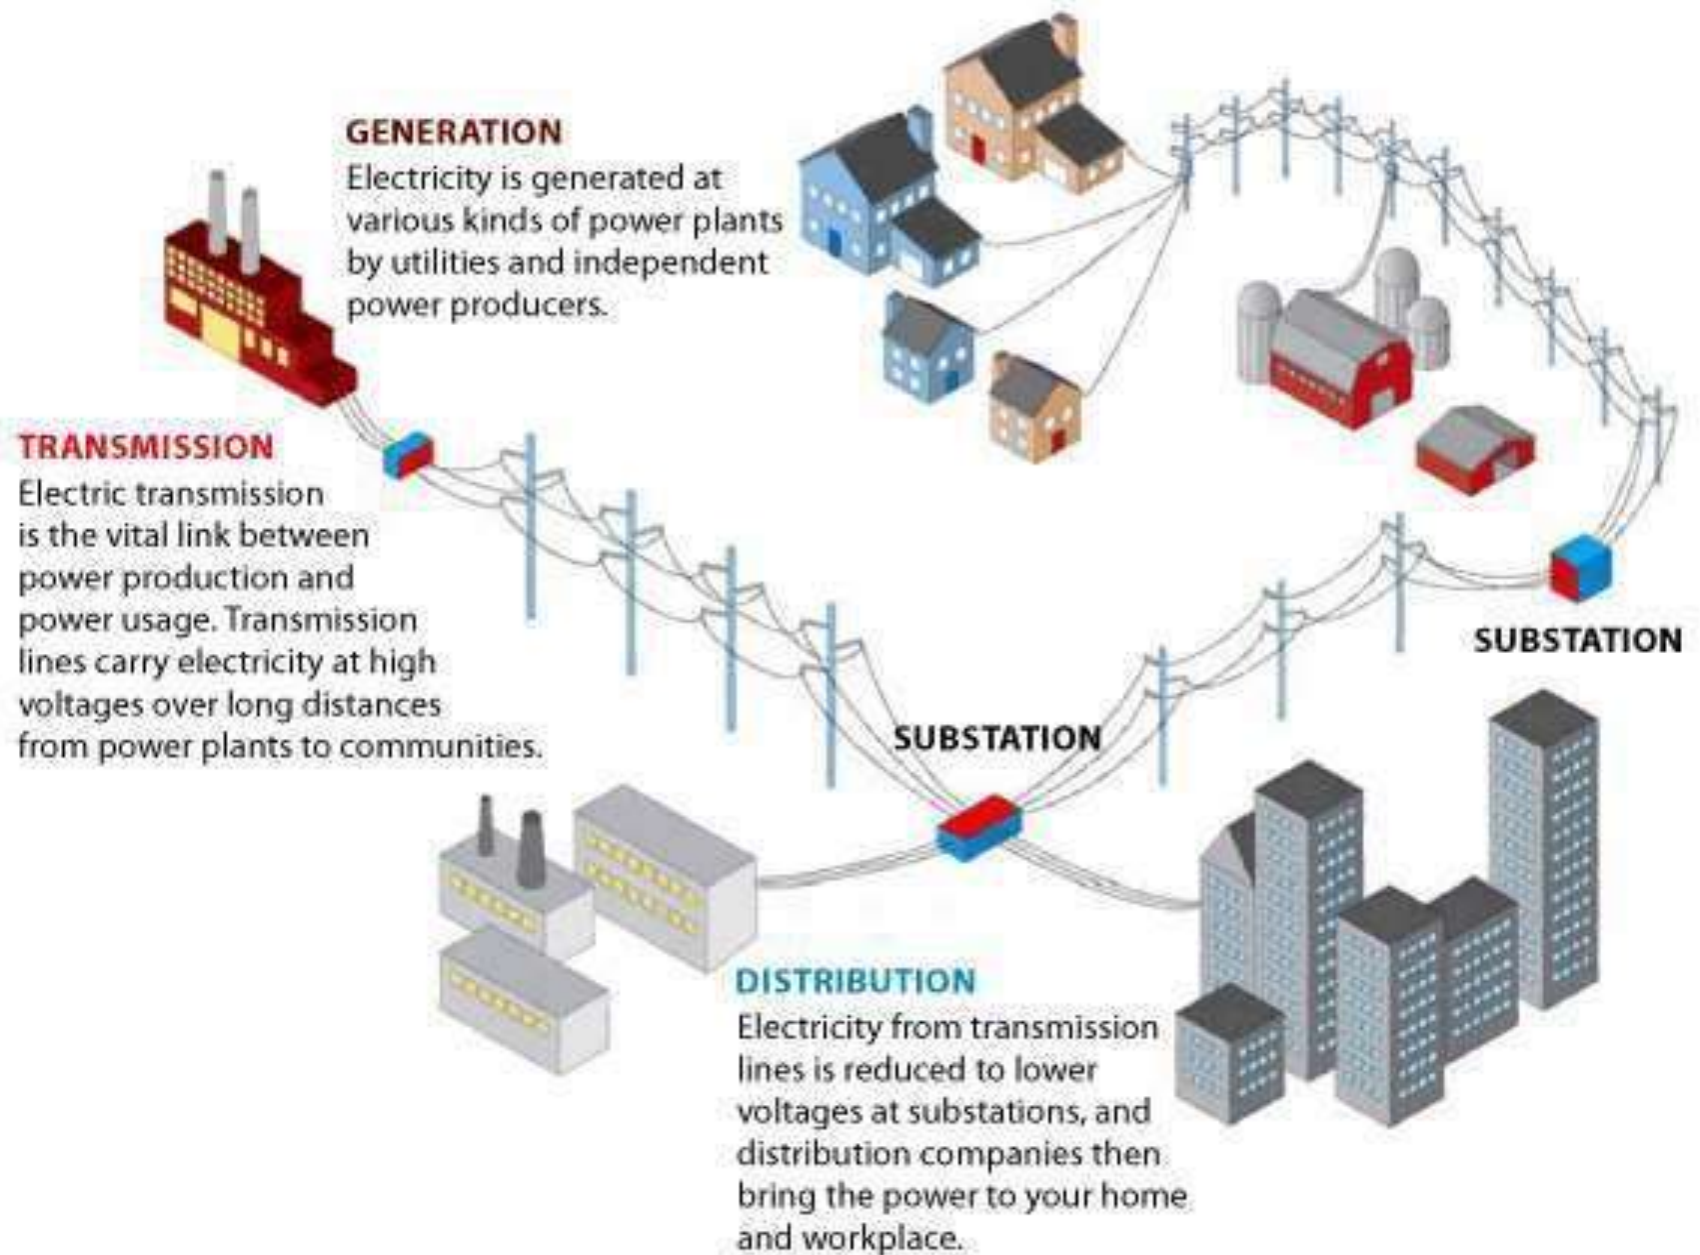 GENERATION
Electricity is generated at
various kinds of power plants
by utilities and independent
power producers.
TRANSMISSION
Electric transmission
is the vital link between
power production and
power usage. Transmission
lines carry electricity at high
voltages over long distances
from power plants to communities.
SUBSTATION
SUBSTATION
DISTRIBUTION
Electricity from transmission
lines is reduced to lower
voltages at substations, and
distribution companies then
bring the power to your home
and workplace.